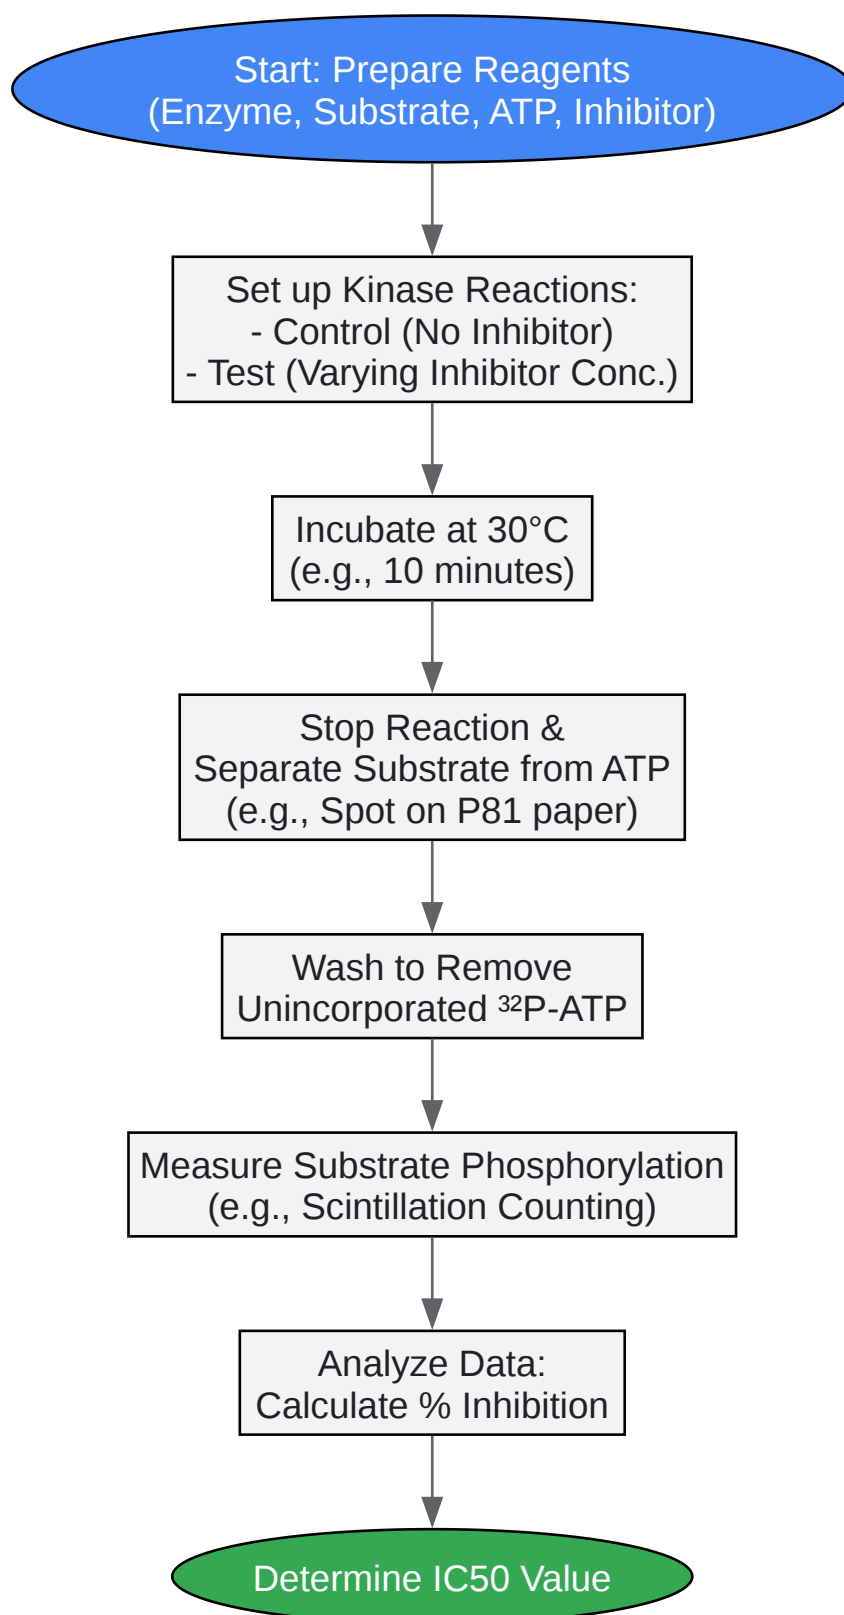 Start: Prepare Reagents
(Enzyme, Substrate, ATP, Inhibitor)
Set up Kinase Reactions:
- Control (No Inhibitor)
- Test (Varying Inhibitor Conc.)
Incubate at 30°C
(e.g., 10 minutes)
Stop Reaction &
Separate Substrate from ATP
(e.g., Spot on P81 paper)
Wash to Remove
Unincorporated ³²P-ATP
Measure Substrate Phosphorylation
(e.g., Scintillation Counting)
Analyze Data:
Calculate % Inhibition
Determine IC50 Value